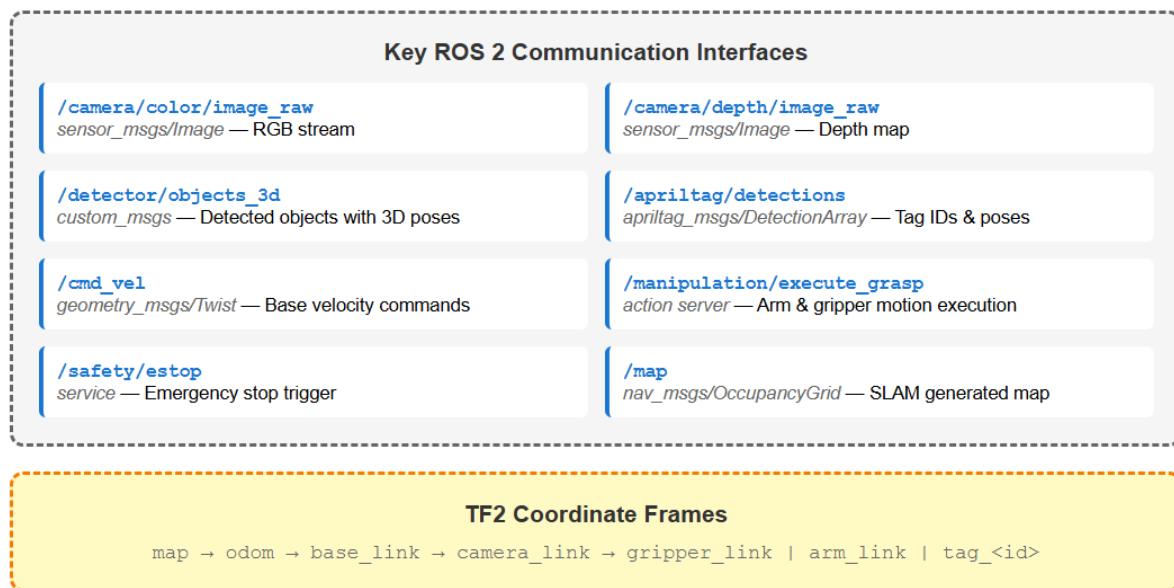 Key ROS 2 Communication Interfaces
/camera/color/image_raw
sensor_msgs/Image — RGB stream
/camera/depth/image_raw
sensor_msgs/Image — Depth map
/detector/objects_3d
custom_msgs — Detected objects with 3D poses
/apriltag/detections
apriltag_msgs/DetectionArray — Tag IDs & poses
/cmd_vel
geometry_msgs/Twist — Base velocity commands
/manipulation/execute_grasp
action server — Arm & gripper motion execution
/safety/estop
service — Emergency stop trigger
/map
nav_msgs/OccupancyGrid — SLAM generated map
TF2 Coordinate Frames
map → odom → base_link → camera_link → gripper_link | arm_link | tag_<id>